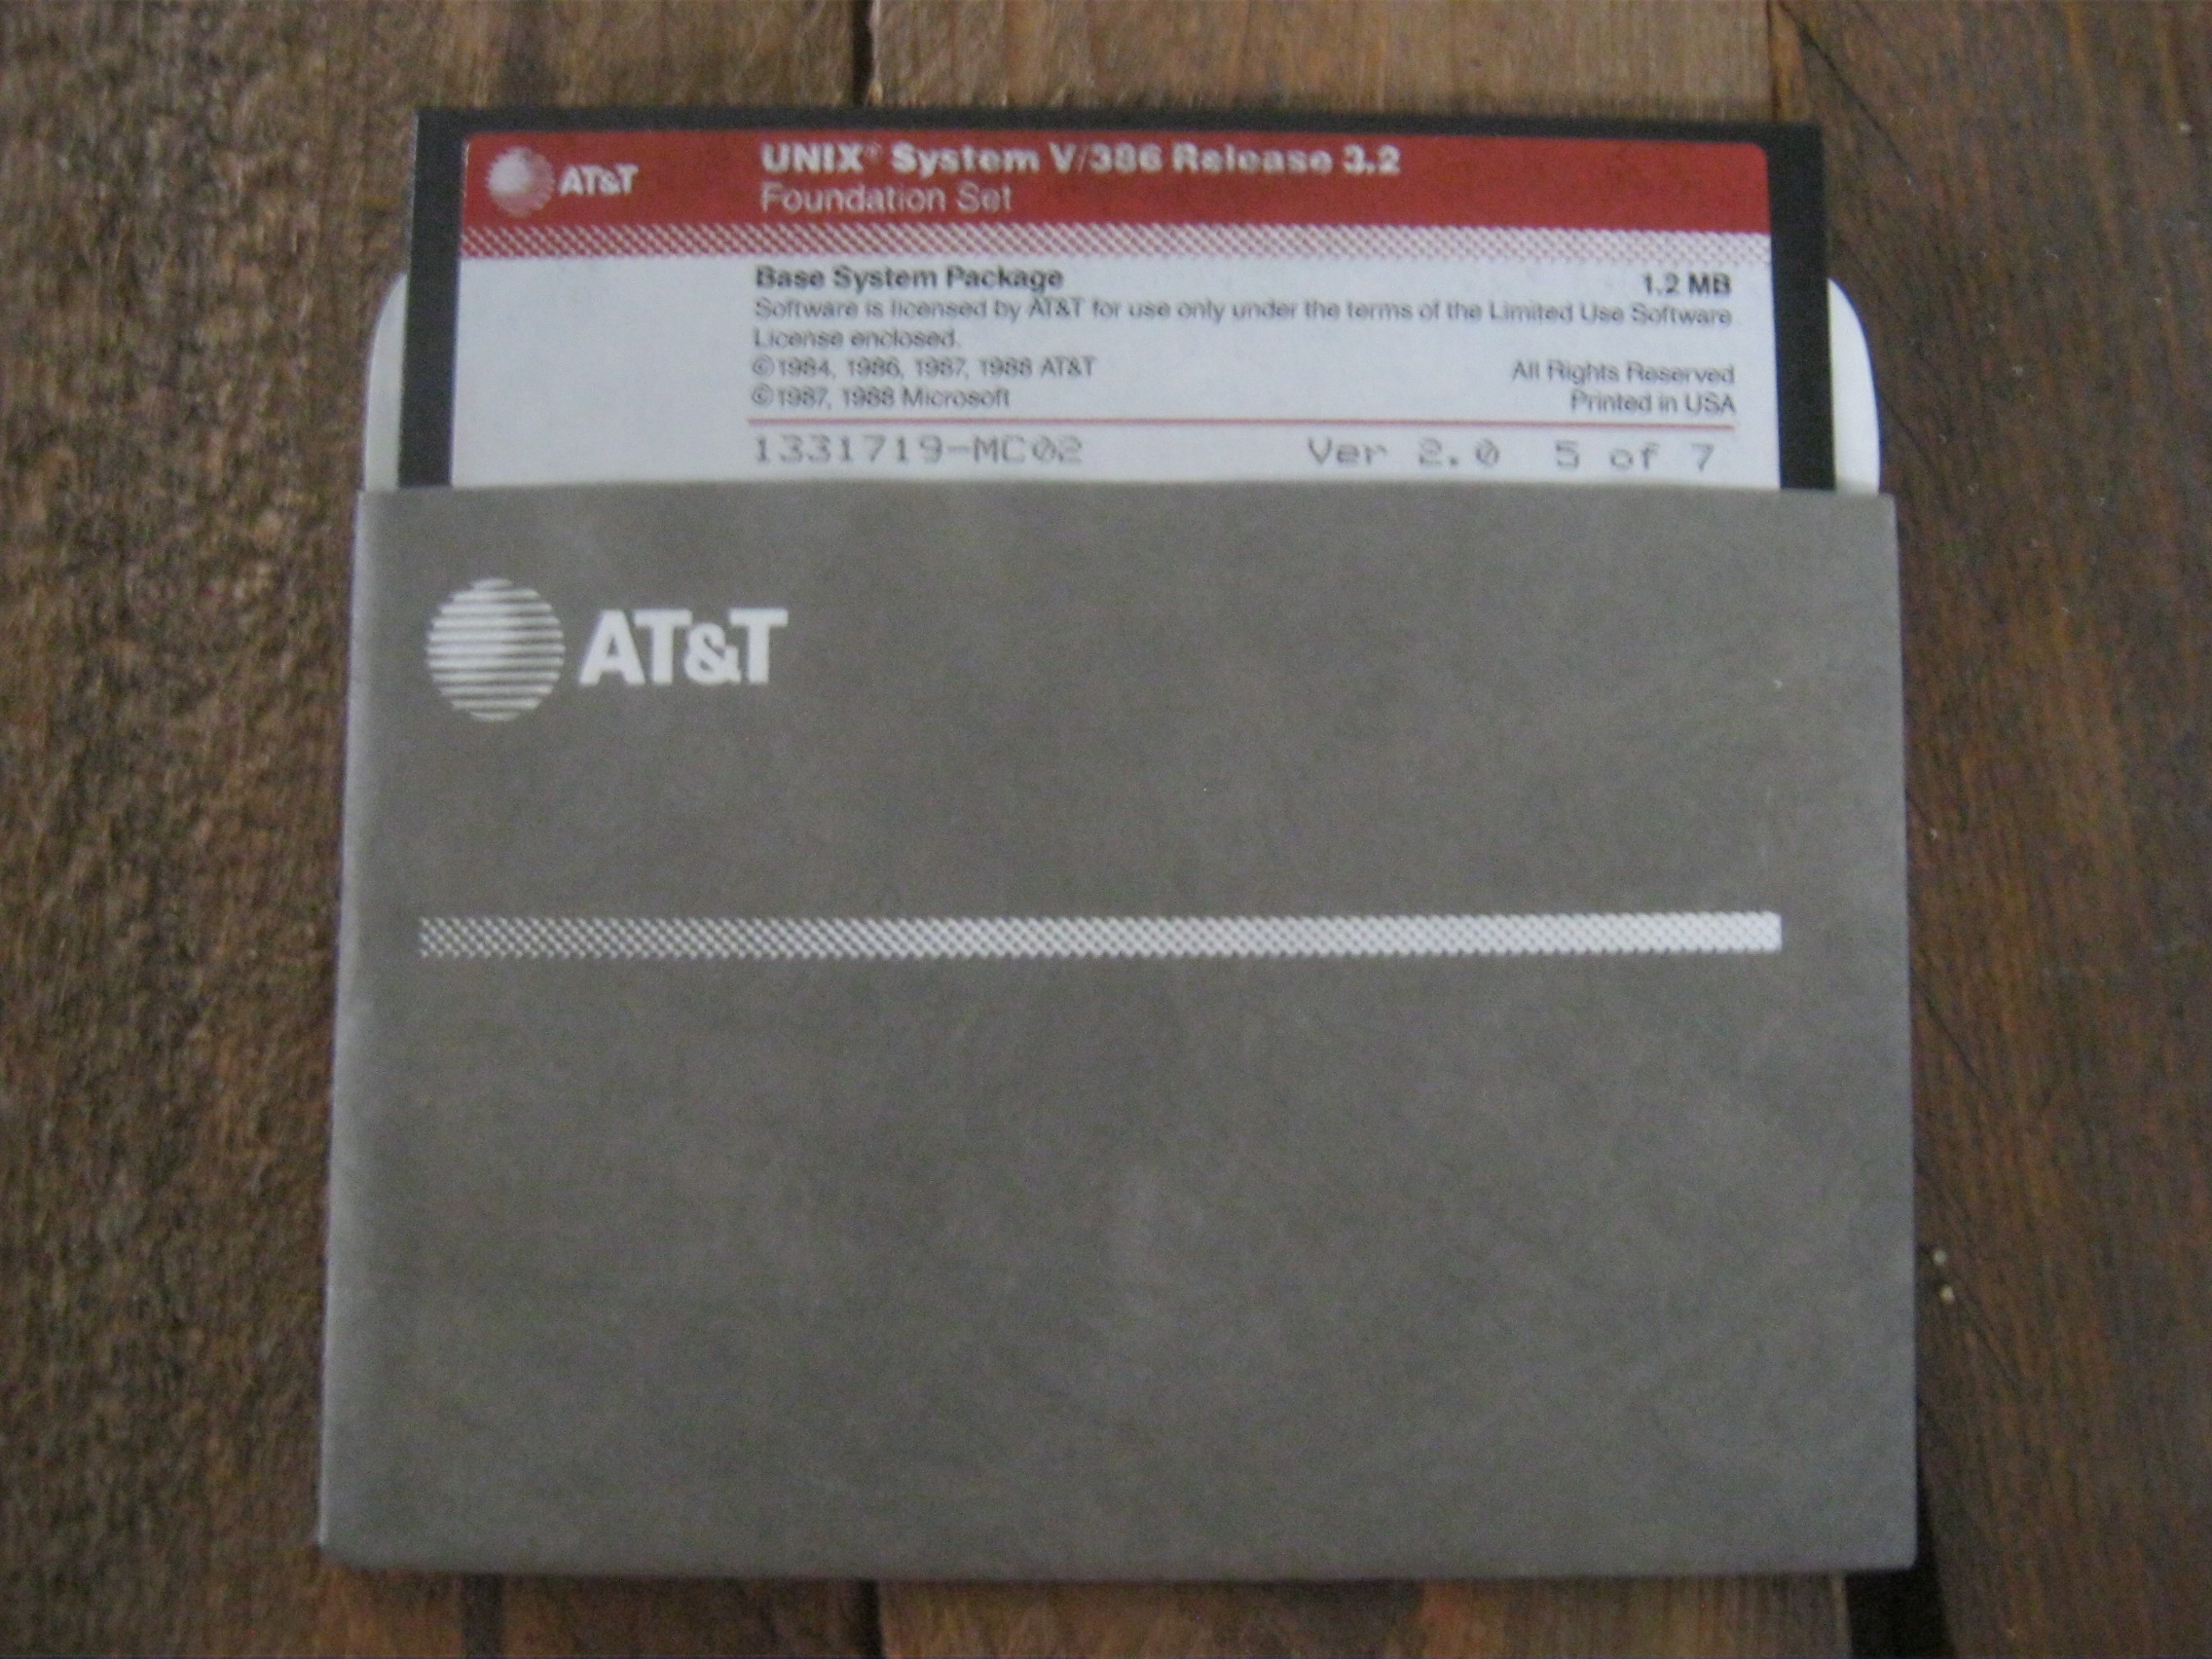 AT&T
UNIX® System V/386 Release 3.2
Foundation Set
Base System Package 1.2 MB
Software is licensed by AT&T for use only under the terms of the Limited Use Software
License enclosed.
©1984, 1986, 1987, 1988 AT&T All Rights Reserved
©1987, 1988 Microsoft Printed in USA
1331719-MC02 Ver 2.0 5 of 7
AT&T